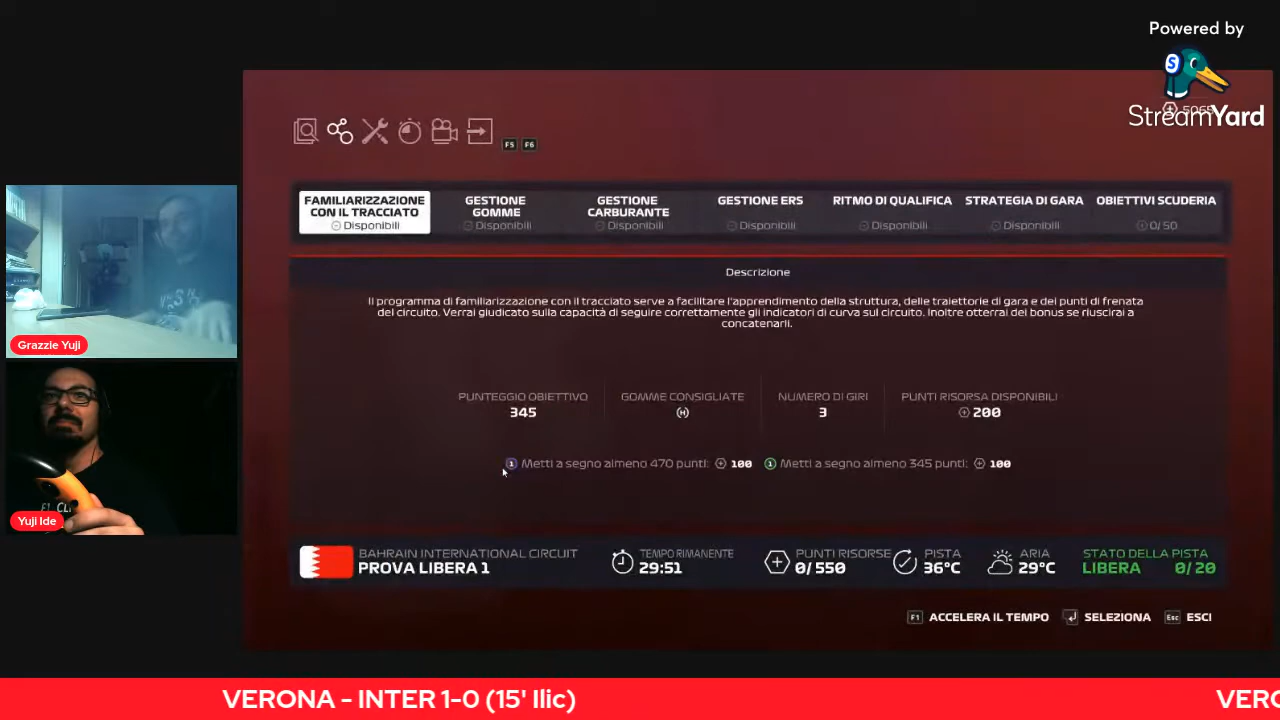 Powered by
StreamYard
F5 F6
FAMILIARIZZAZIONE
CON IL TRACCIATO
Disponibili
GESTIONE
GOMME
Disponibili
GESTIONE
CARBURANTE
Disponibili
GESTIONE ERS
Disponibili
RITMO DI QUALIFICA
Disponibili
STRATEGIA DI GARA
Disponibili
OBIETTIVI SCUDERIA
0/50
Descrizione
Il programma di familiarizzazione con il tracciato serve a facilitare l'apprendimento della struttura, delle traiettorie di gara e dei punti di frenata
del circuito. Verrai giudicato sulla capacità di seguire correttamente gli indicatori di curva sul circuito. Inoltre otterrai dei bonus se riuscirai a
concatenarli.
PUNTEGGIO OBIETTIVO
345
GOMME CONSIGLIATE
(H)
NUMERO DI GIRI
3
PUNTI RISORSA DISPONIBILI
200
1 Metti a segno almeno 470 punti: 100
1 Metti a segno almeno 345 punti: 100
BAHRAIN INTERNATIONAL CIRCUIT
PROVA LIBERA 1
TEMPO RIMANENTE
29:51
PUNTI RISORSE
0/550
PISTA
36°C
ARIA
29°C
STATO DELLA PISTA
LIBERA 0/20
F1 ACCELERA IL TEMPO
SELEZIONA
Esc ESCI
Grazzie Yuji
Yuji Ide
VERONA - INTER 1-0 (15' Ilic)
VERO